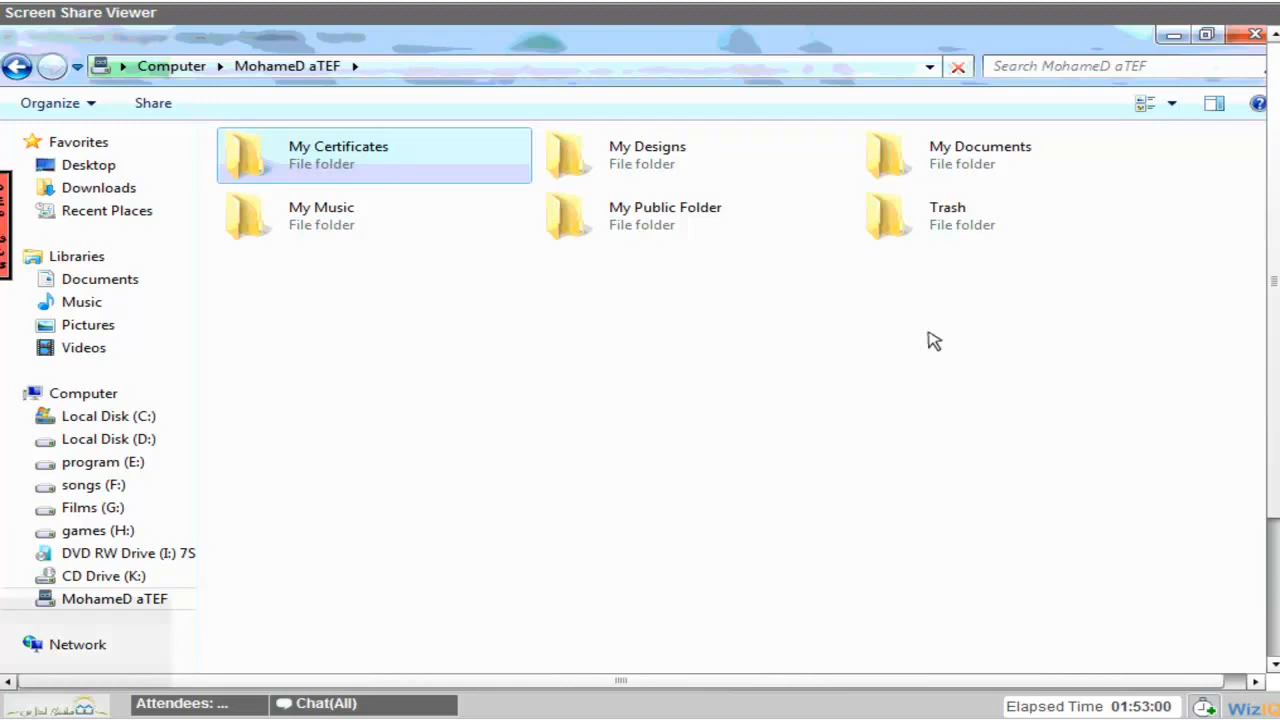 Screen Share Viewer
Computer MohameD aTEF
Search MohameD aTEF
Organize Share
Favorites
Desktop
Downloads
Recent Places
Libraries
Documents
Music
Pictures
Videos
Computer
Local Disk (C:)
Local Disk (D:)
program (E:)
songs (F:)
Films (G:)
games (H:)
DVD RW Drive (I:) 7S
CD Drive (K:)
MohameD aTEF
Network
My Certificates
File folder
My Designs
File folder
My Documents
File folder
My Music
File folder
My Public Folder
File folder
Trash
File folder
Attendees: ...
Chat(All)
Elapsed Time 01:53:00
WizIQ